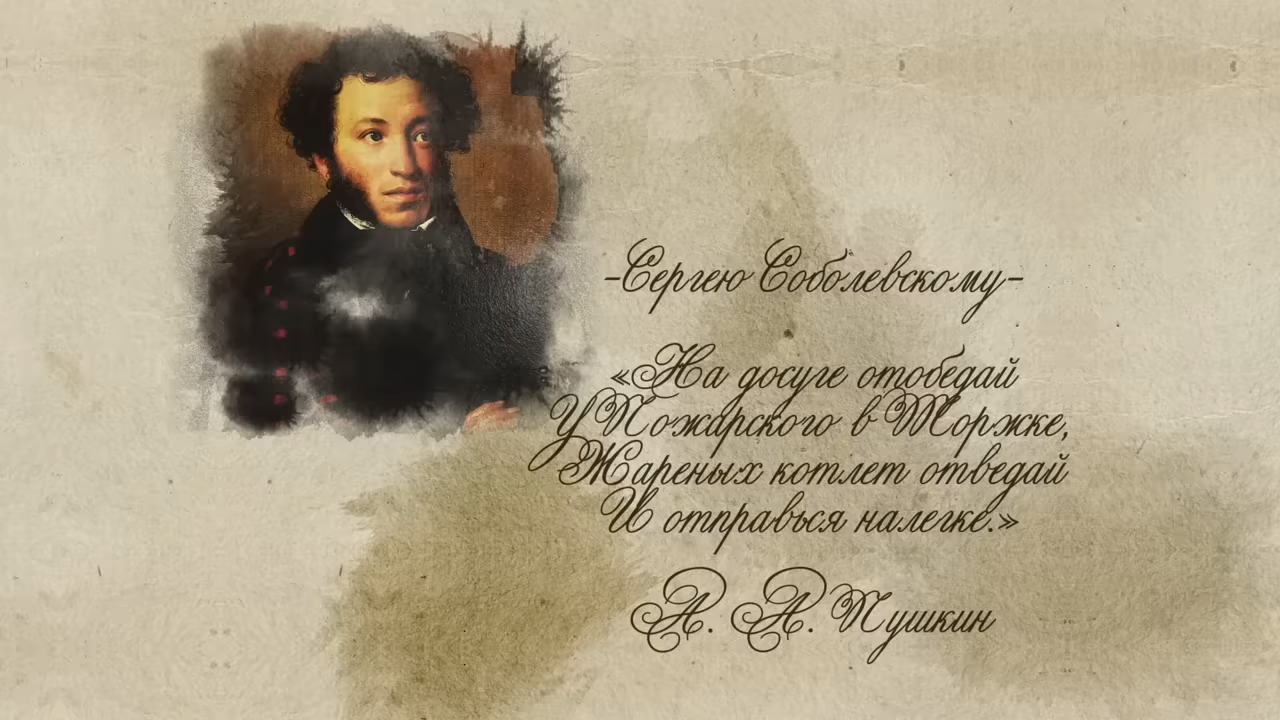 -Сергею Соболевскому-
«На досуге отобедай
У Пожарского в Торжке,
Жареных котлет отведай
И отправься налегке.»
А. А. Пушкин